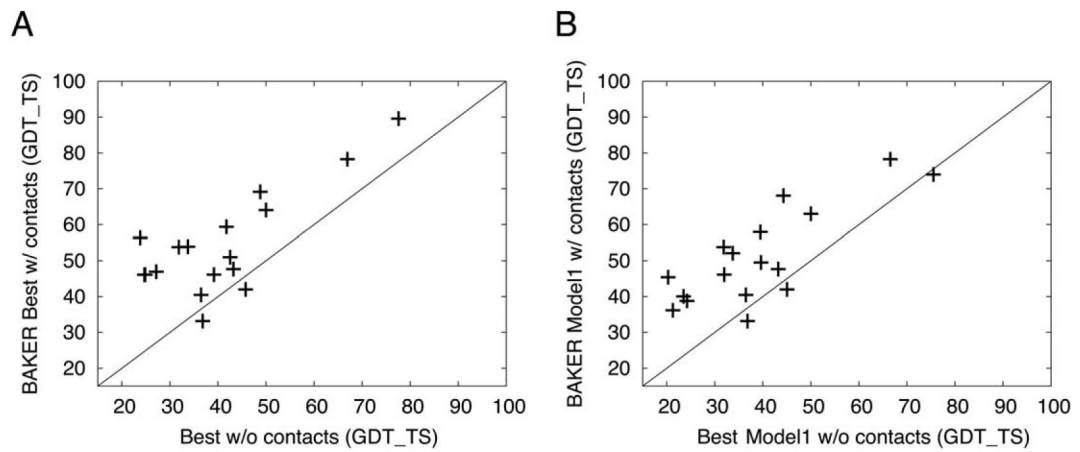 A
BAKER Best w/ contacts (GDT_TS)
100
90
80
70
60
50
40
30
20
20 30 40 50 60 70 80 90 100
Best w/o contacts (GDT_TS)
B
BAKER Model1 w/ contacts (GDT_TS)
100
90
80
70
60
50
40
30
20
20 30 40 50 60 70 80 90 100
Best Model1 w/o contacts (GDT_TS)